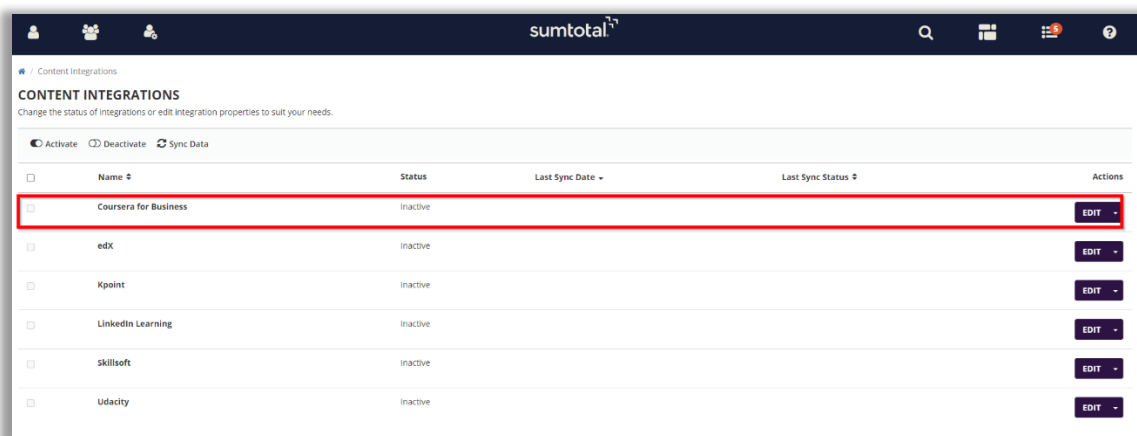 sumtotal
5
/ Content Integrations
CONTENT INTEGRATIONS
Change the status of integrations or edit integration properties to suit your needs.
Activate Deactivate Sync Data
Name Status Last Sync Date Last Sync Status Actions
Coursera for Business Inactive EDIT
edX Inactive EDIT
Kpoint Inactive EDIT
LinkedIn Learning Inactive EDIT
Skillsoft Inactive EDIT
Udacity Inactive EDIT